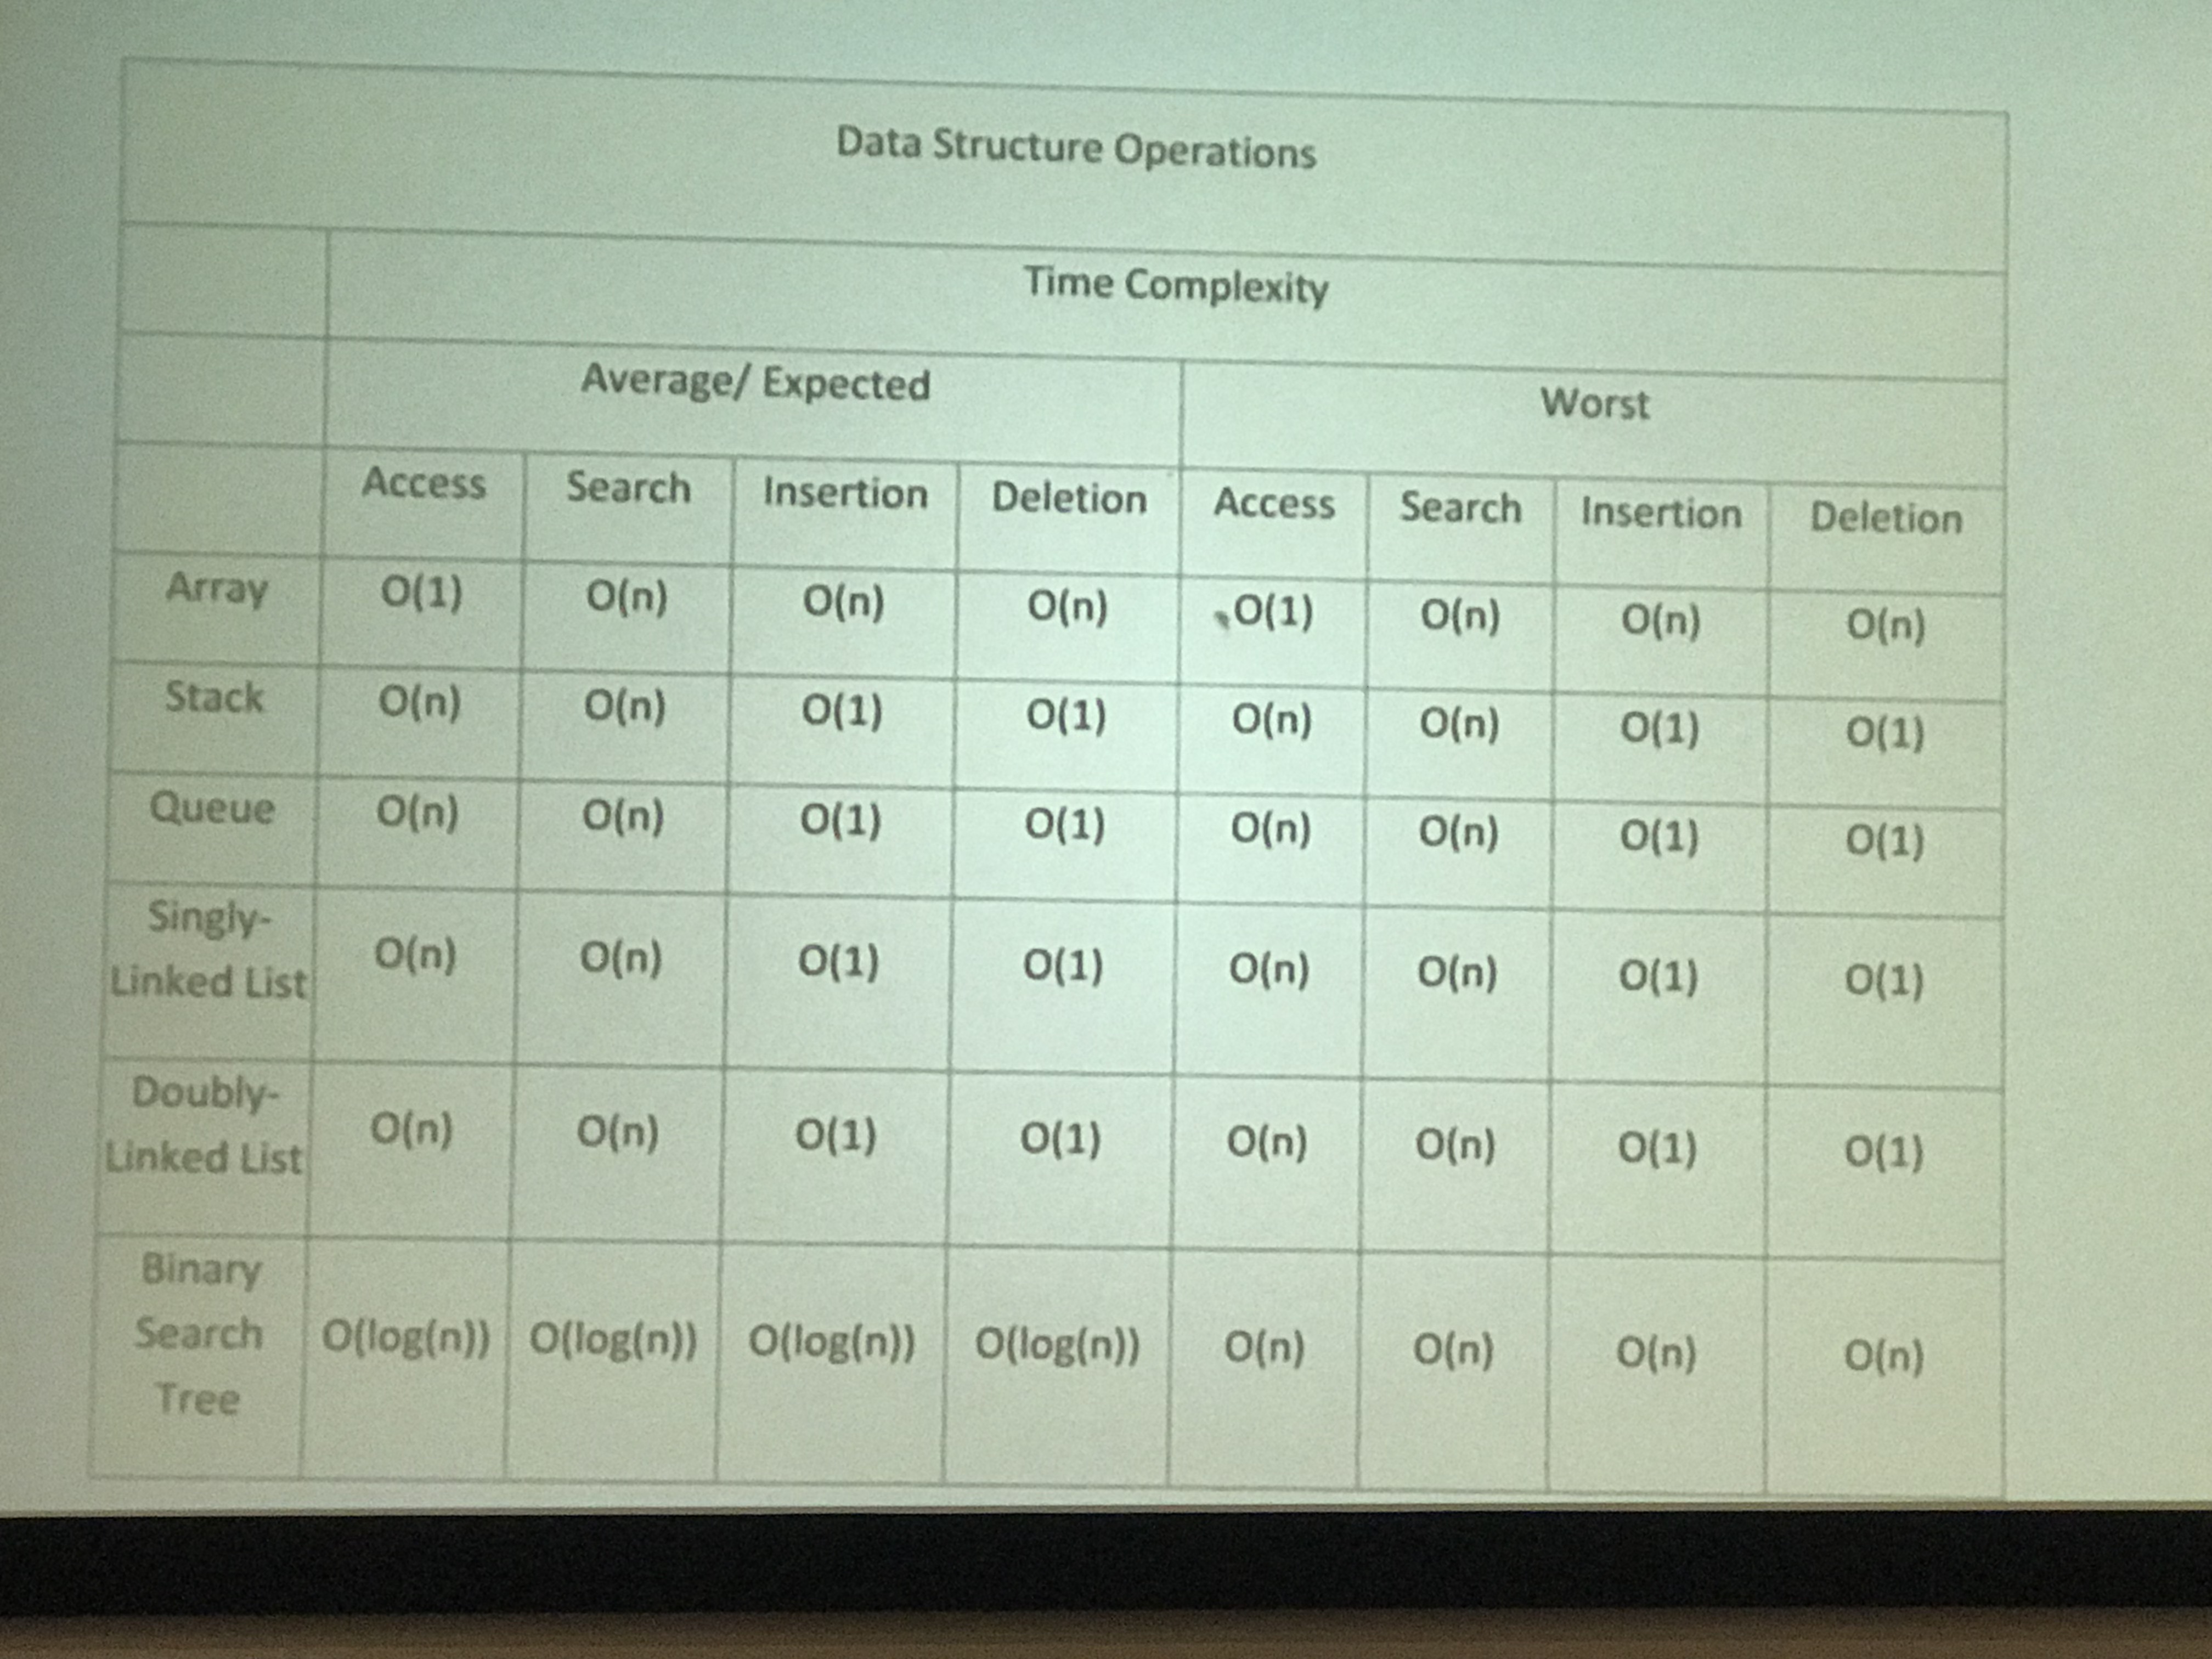 Data Structure Operations
Time Complexity
Average/ Expected Worst
Access Search Insertion Deletion Access Search Insertion Deletion
Array O(1) O(n) O(n) O(n) O(1) O(n) O(n) O(n)
Stack O(n) O(n) O(1) O(1) O(n) O(n) O(1) O(1)
Queue O(n) O(n) O(1) O(1) O(n) O(n) O(1) O(1)
Singly-
Linked List O(n) O(n) O(1) O(1) O(n) O(n) O(1) O(1)
Doubly-
Linked List O(n) O(n) O(1) O(1) O(n) O(n) O(1) O(1)
Binary
Search O(log(n)) O(log(n)) O(log(n)) O(log(n)) O(n) O(n) O(n) O(n)
Tree